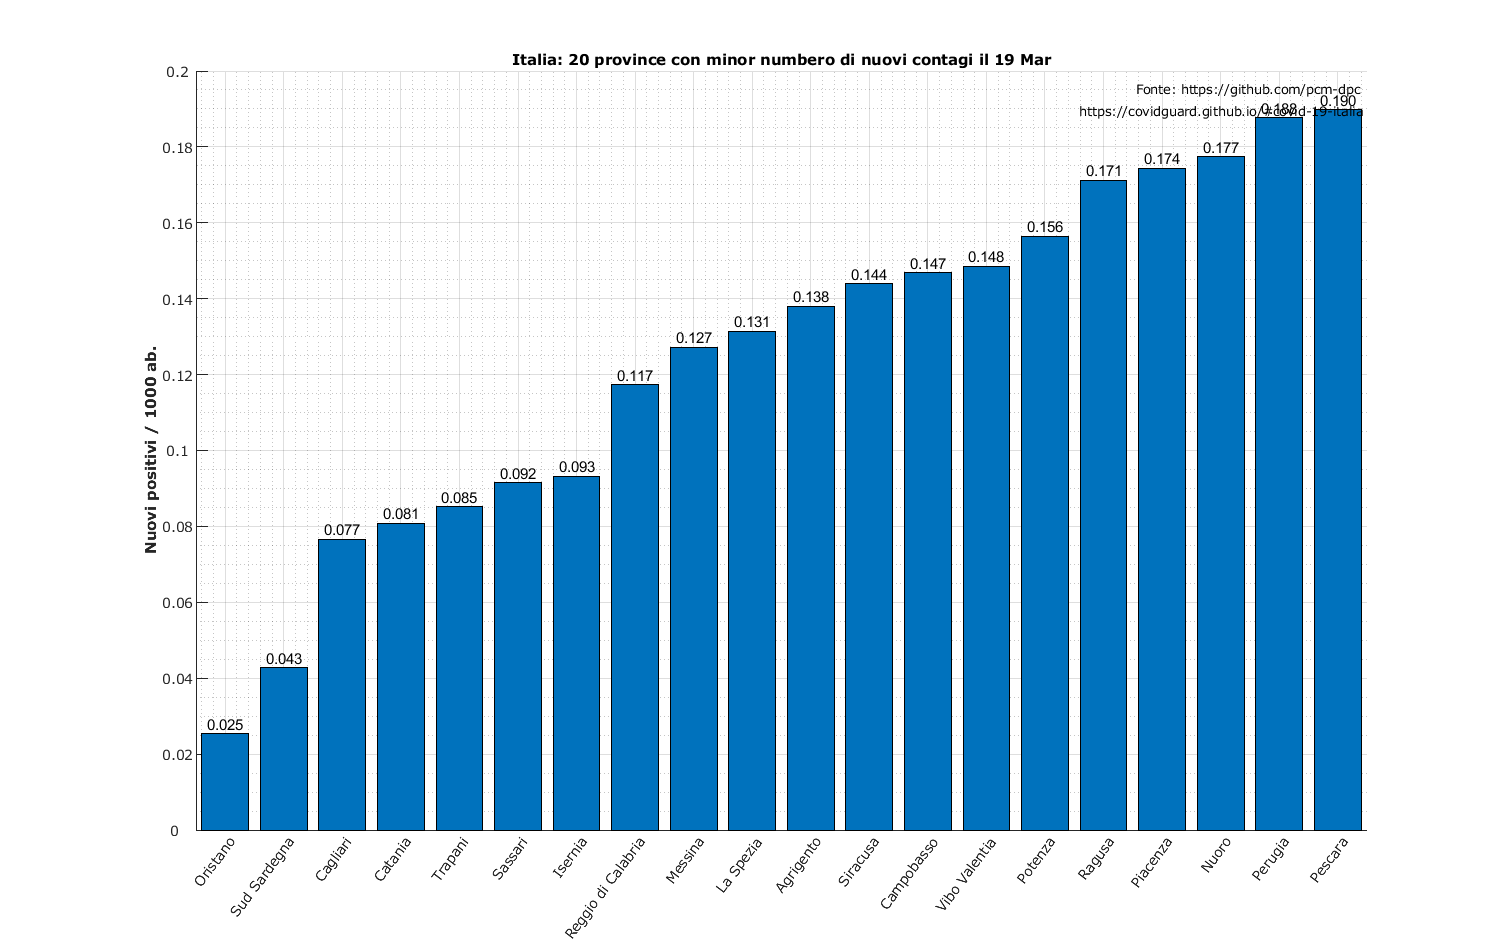 Italia: 20 province con minor numbero di nuovi contagi il 19 Mar
Fonte: https://github.com/pcm-dpc
https://covidguard.github.io/#covid-19-italia
Nuovi positivi / 1000 ab.
0.2
0.18
0.16
0.14
0.12
0.1
0.08
0.06
0.04
0.02
0
0.025
0.043
0.077
0.081
0.085
0.092
0.093
0.117
0.127
0.131
0.138
0.144
0.147
0.148
0.156
0.171
0.174
0.177
0.188
0.190
Oristano
Sud Sardegna
Cagliari
Catania
Trapani
Sassari
Isernia
Reggio di Calabria
Messina
La Spezia
Agrigento
Siracusa
Campobasso
Vibo Valentia
Potenza
Ragusa
Piacenza
Nuoro
Perugia
Pescara